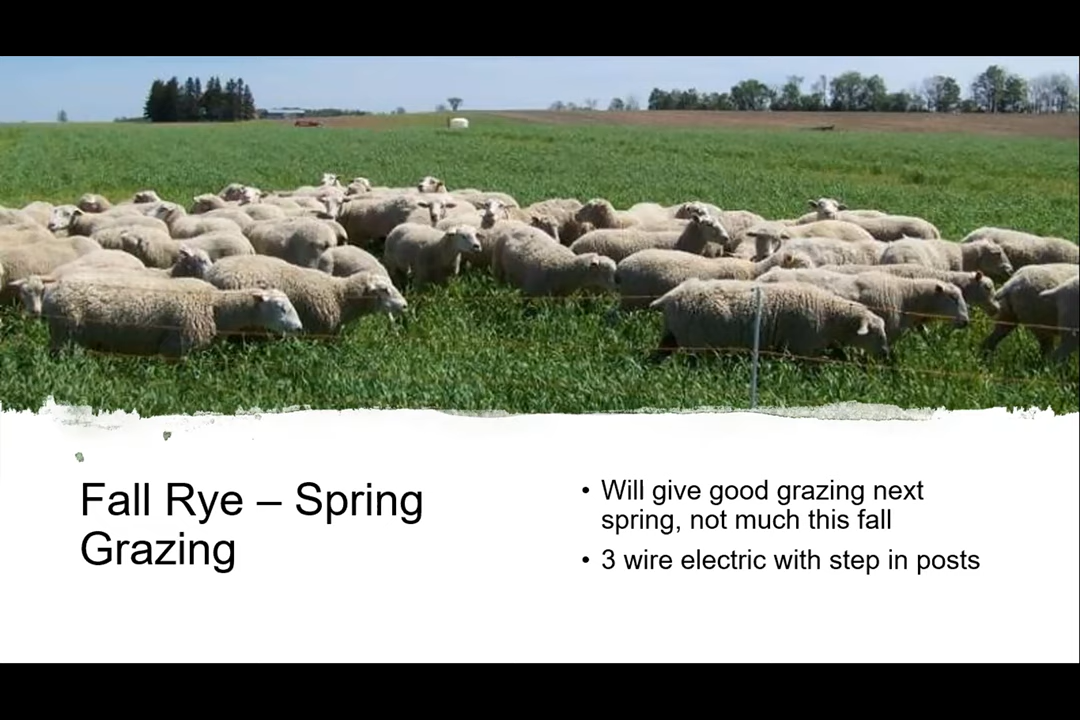 Fall Rye – Spring
Grazing
• Will give good grazing next
spring, not much this fall
• 3 wire electric with step in posts